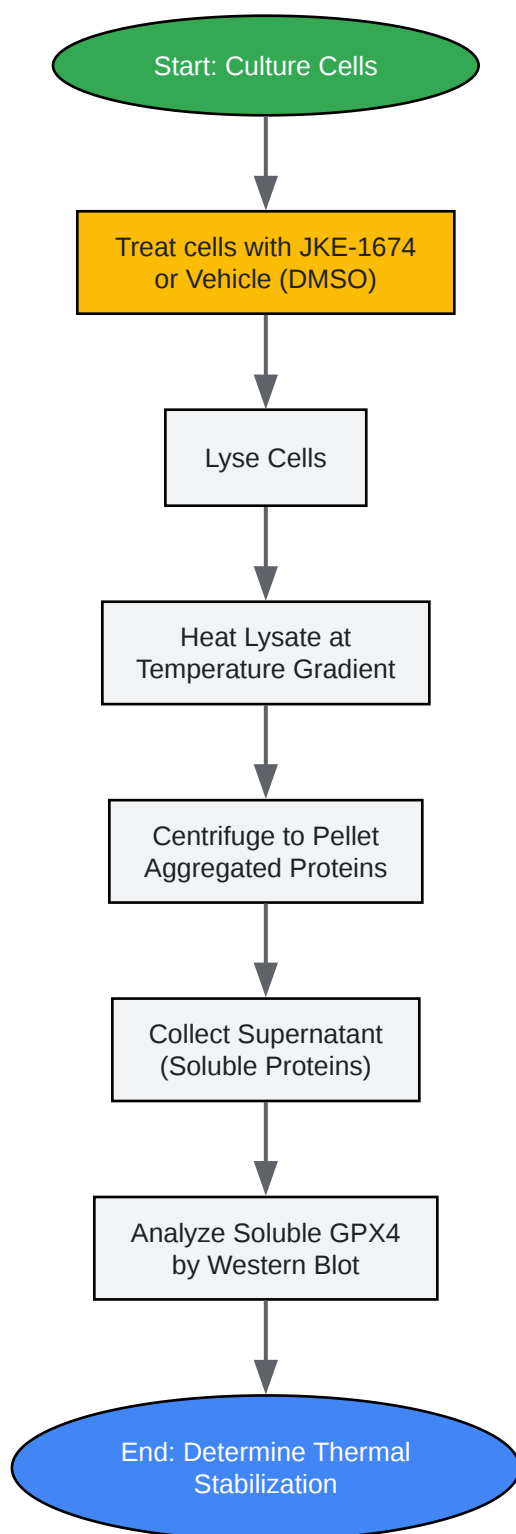 Start: Culture Cells
Treat cells with JKE-1674
or Vehicle (DMSO)
Lyse Cells
Heat Lysate at
Temperature Gradient
Centrifuge to Pellet
Aggregated Proteins
Collect Supernatant
(Soluble Proteins)
Analyze Soluble GPX4
by Western Blot
End: Determine Thermal
Stabilization